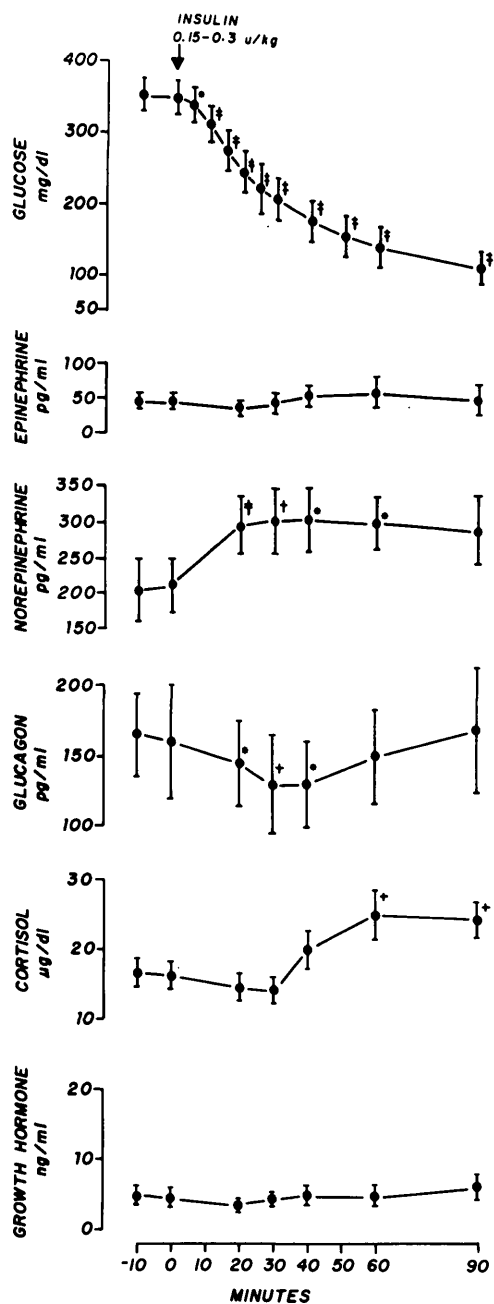 INSULIN
0.15-0.3 u/kg
GLUCOSE
mg/dl
400
300
200
100
50
*
‡
‡
‡
‡
‡
‡
‡
‡
‡
EPINEPHRINE
pg/ml
100
50
0
NOREPINEPHRINE
pg/ml
350
300
250
200
150
‡
†
*
*
GLUCAGON
pg/ml
200
150
100
*
†
*
CORTISOL
µg/dl
30
20
10
+
+
GROWTH HORMONE
ng/ml
20
10
5
0
-10 0 10 20 30 40 50 60 90
MINUTES